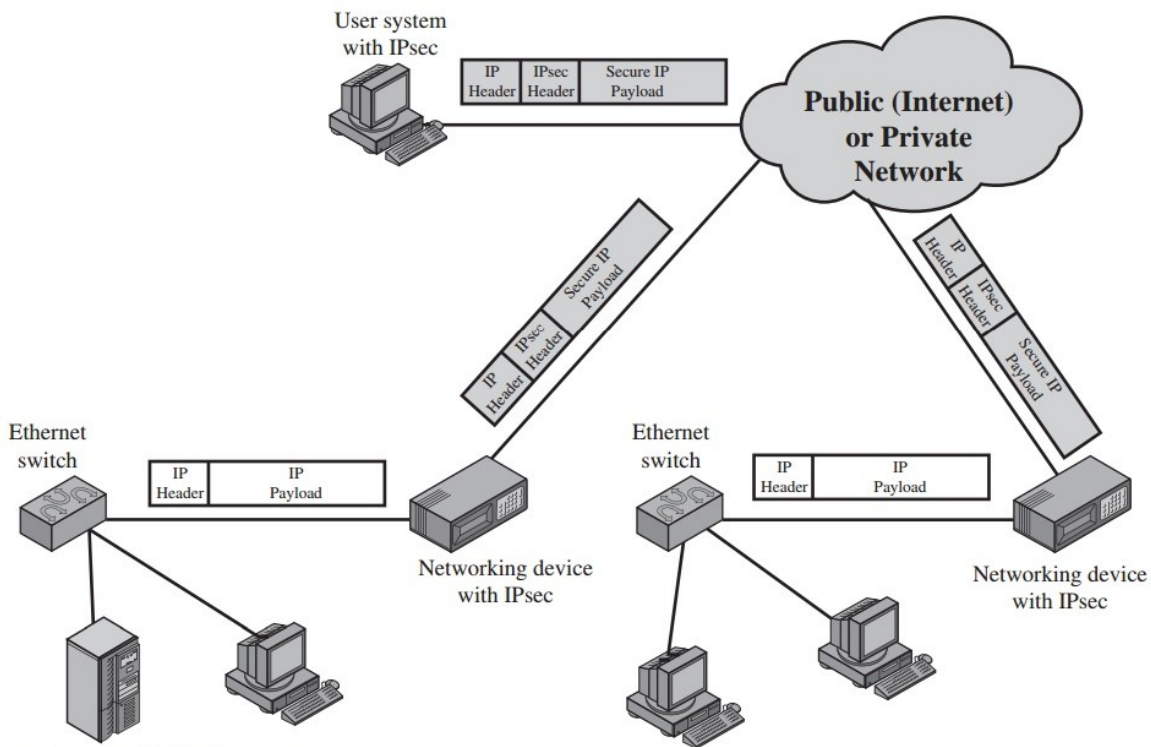 User system
with IPsec
IP
Header
IPsec
Header
Secure IP
Payload
Public (Internet)
or Private
Network
IP
Header
IPsec
Header
Secure IP
Payload
IP
Header
IPsec
Header
Secure IP
Payload
Ethernet
switch
IP
Header
IP
Payload
Networking device
with IPsec
Ethernet
switch
IP
Header
IP
Payload
Networking device
with IPsec